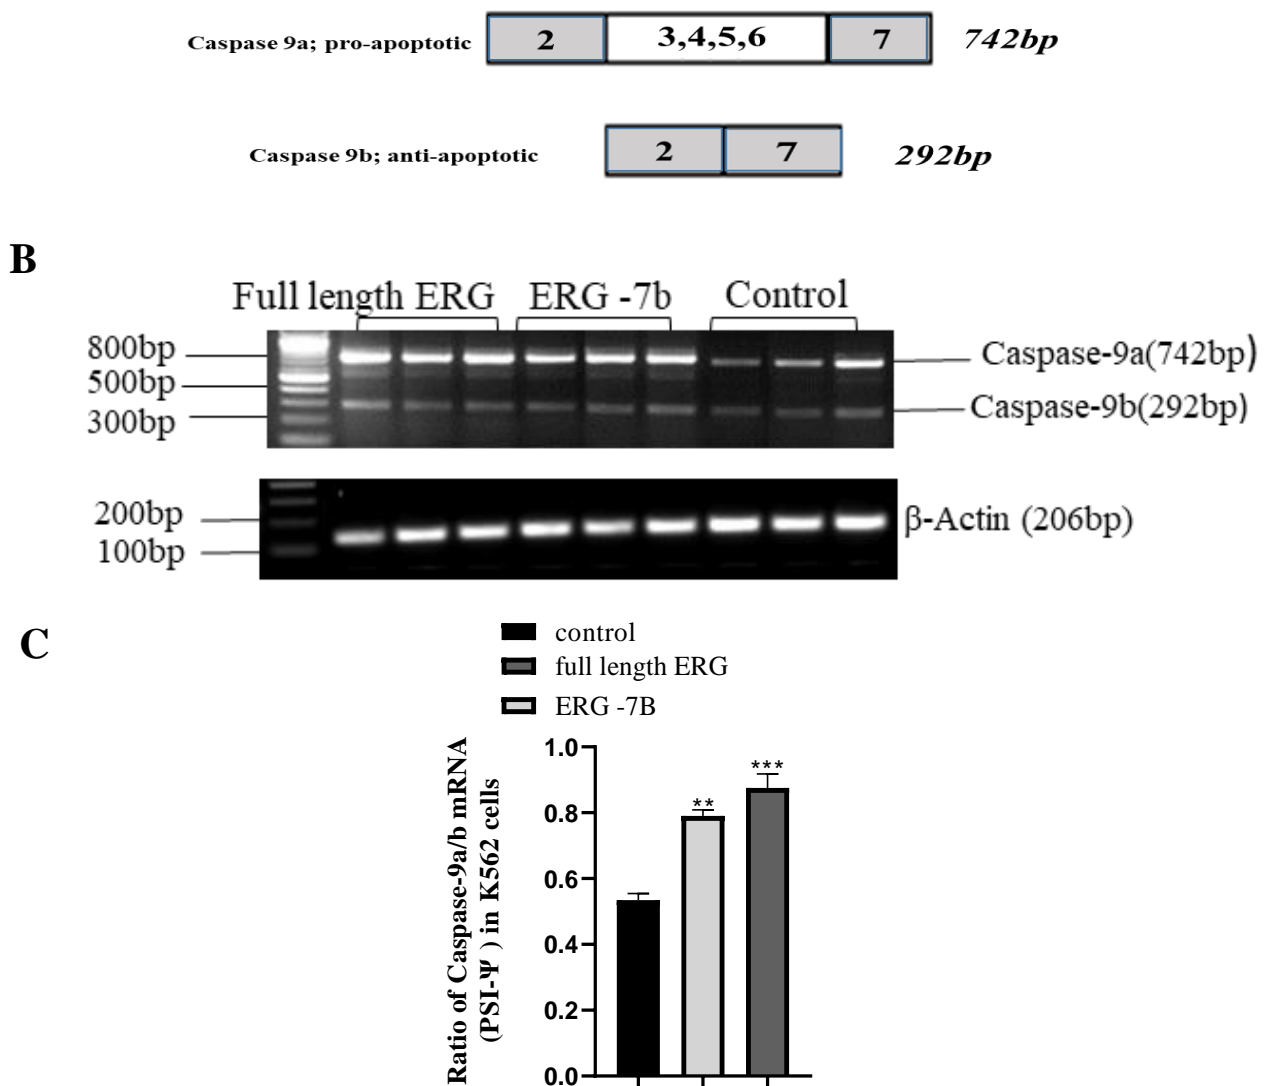 Caspase 9a; pro-apoptotic 2 3,4,5,6 7 742bp
Caspase 9b; anti-apoptotic 2 7 292bp
B
Full length ERG ERG -7b Control
800bp
500bp
300bp
Caspase-9a(742bp)
Caspase-9b(292bp)
200bp
100bp
β-Actin (206bp)
C
control
full length ERG
ERG -7B
Ratio of Caspase-9a/b mRNA
(PSI-Ψ ) in K562 cells
1.0
0.8
0.6
0.4
0.2
0.0
**
***